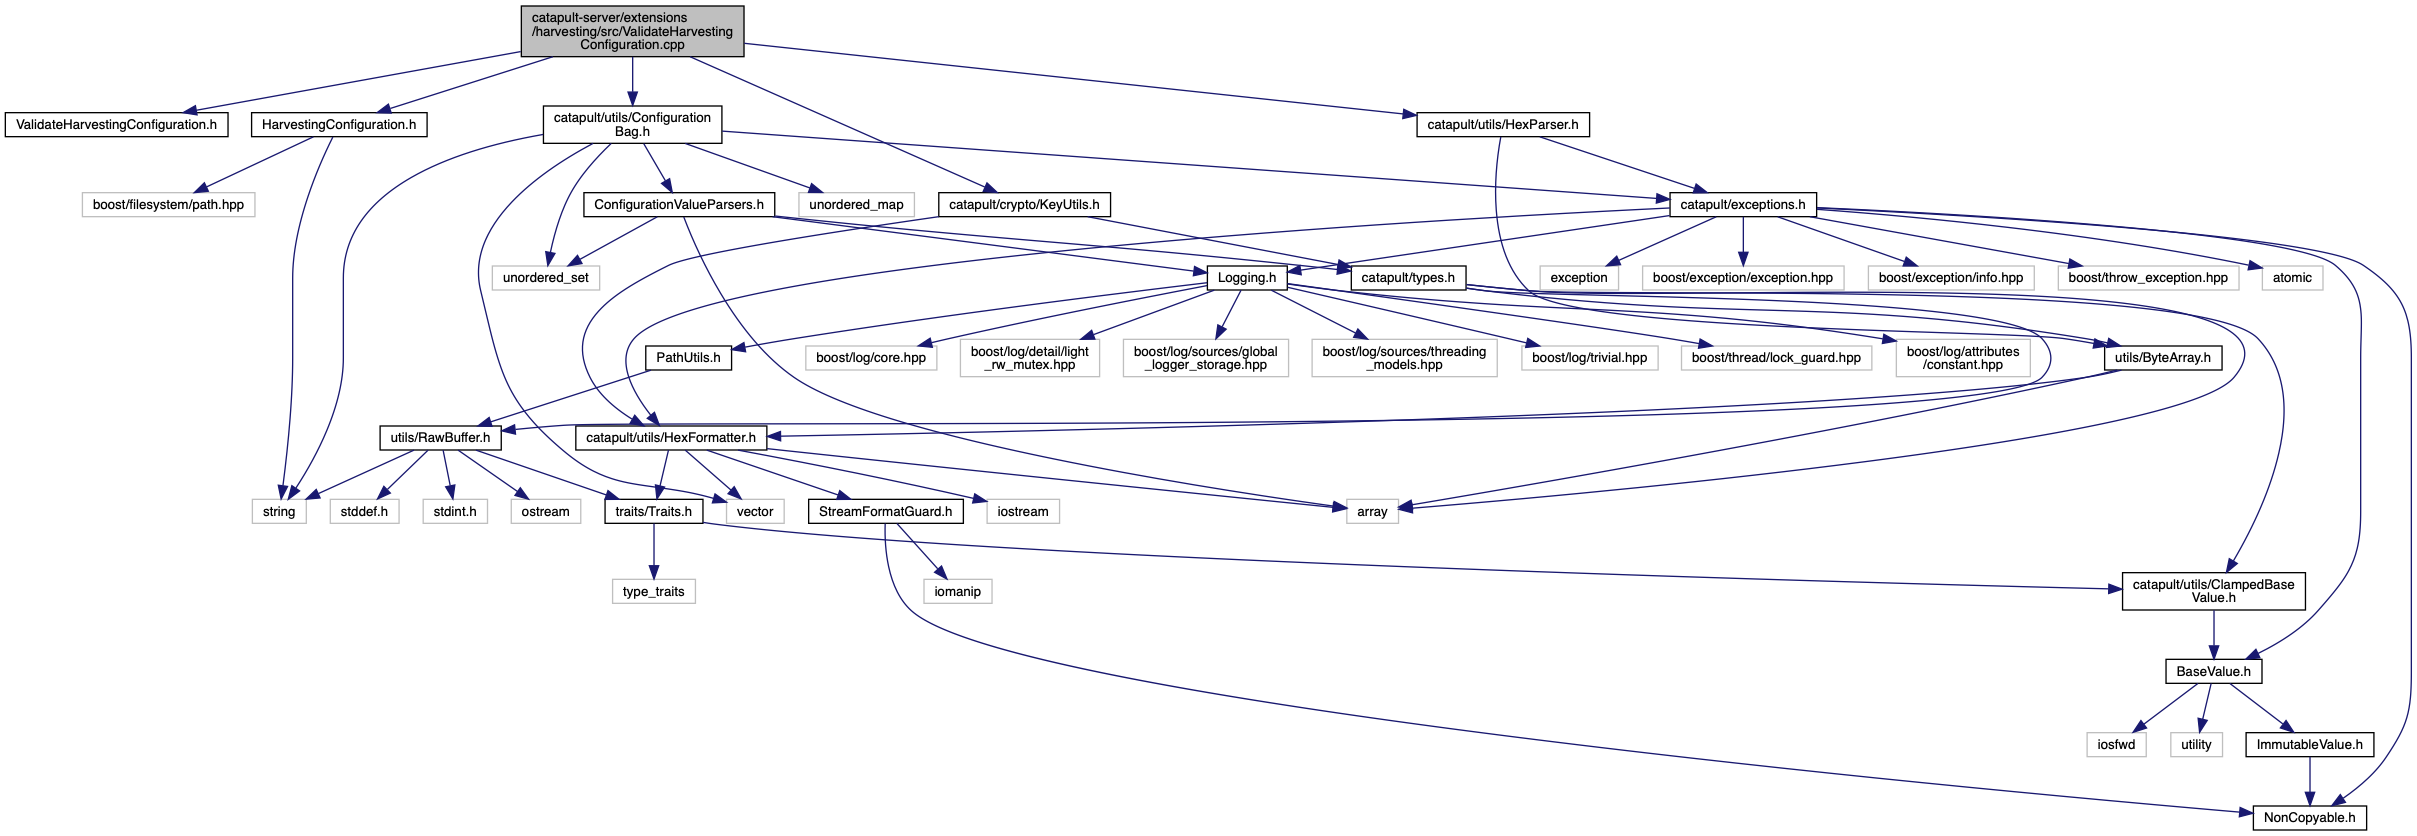 catapult-server/extensions
/harvesting/src/ValidateHarvesting
Configuration.cpp
ValidateHarvestingConfiguration.h
HarvestingConfiguration.h
catapult/utils/Configuration
Bag.h
catapult/utils/HexParser.h
boost/filesystem/path.hpp
ConfigurationValueParsers.h
unordered_map
catapult/crypto/KeyUtils.h
catapult/exceptions.h
unordered_set
Logging.h
catapult/types.h
exception
boost/exception/exception.hpp
boost/exception/info.hpp
boost/throw_exception.hpp
atomic
PathUtils.h
boost/log/core.hpp
boost/log/detail/light
_rw_mutex.hpp
boost/log/sources/global
_logger_storage.hpp
boost/log/sources/threading
_models.hpp
boost/log/trivial.hpp
boost/thread/lock_guard.hpp
boost/log/attributes
/constant.hpp
utils/ByteArray.h
utils/RawBuffer.h
catapult/utils/HexFormatter.h
string
stddef.h
stdint.h
ostream
traits/Traits.h
vector
StreamFormatGuard.h
iostream
array
type_traits
iomanip
catapult/utils/ClampedBase
Value.h
BaseValue.h
iosfwd
utility
ImmutableValue.h
NonCopyable.h